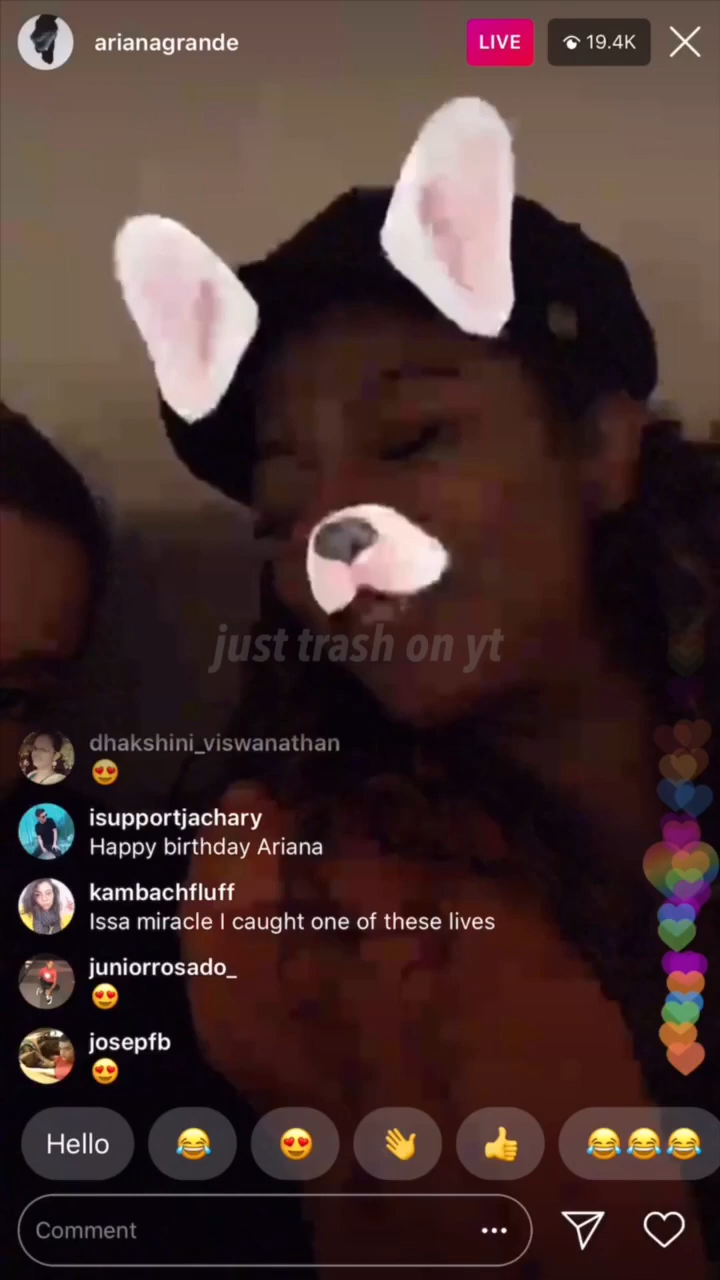 arianagrande
LIVE
19.4K
just trash on yt
dhakshini_viswanathan
😍
isupportjachary
Happy birthday Ariana
kambachfluff
Issa miracle I caught one of these lives
juniorrosado_
😍
josepfb
😍
Hello 😂 😍 👋 👍 😂😂😂
Comment